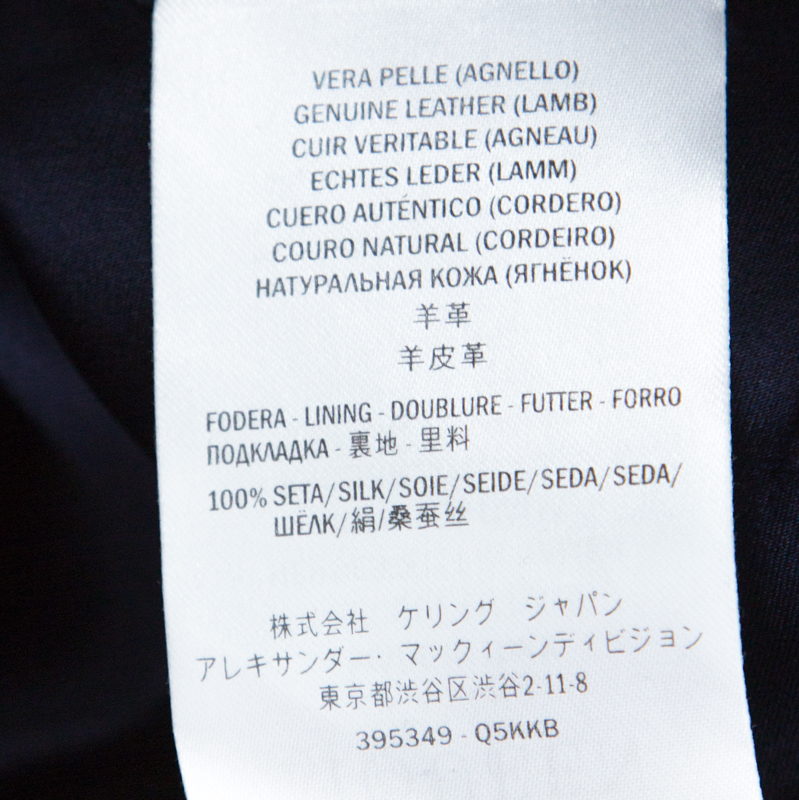 VERA PELLE (AGNELLO)
GENUINE LEATHER (LAMB)
CUIR VERITABLE (AGNEAU)
ECHTES LEDER (LAMM)
CUERO AUTÉNTICO (CORDERO)
COURO NATURAL (CORDEIRO)
НАТУРАЛЬНАЯ КОЖА (ЯГНЁНОК)
羊革
羊皮革
FODERA - LINING - DOUBLURE - FUTTER - FORRO
ПОДКЛАДКА - 裏地 - 里料
100% SETA/SILK/SOIE/SEIDE/SEDA/SEDA/
ШЁЛК/絹/桑蚕丝
株式会社 ケリング ジャパン
アレキサンダー・マックィーンディビジョン
東京都渋谷区渋谷2-11-8
395349 - Q5KKB